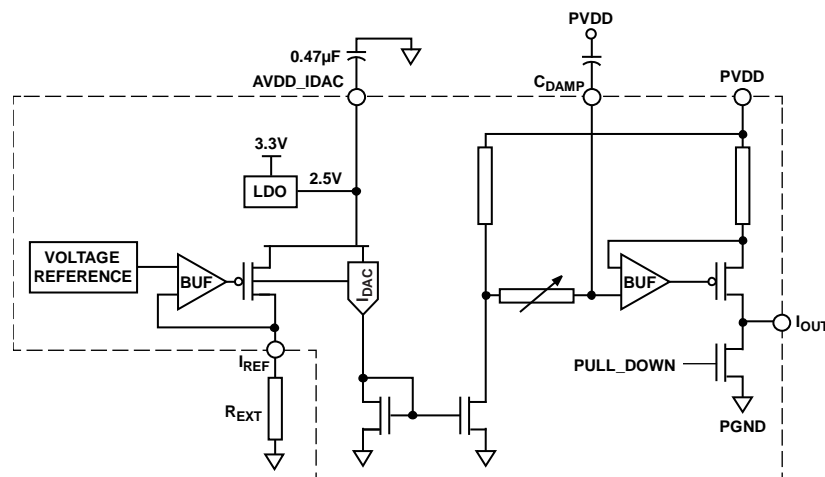 PVDD
0.47µF
AVDD_IDAC
CDAMP
PVDD
3.3V
LDO
2.5V
VOLTAGE
REFERENCE
BUF
IDAC
BUF
IOUT
IREF
PULL_DOWN
REXT
PGND